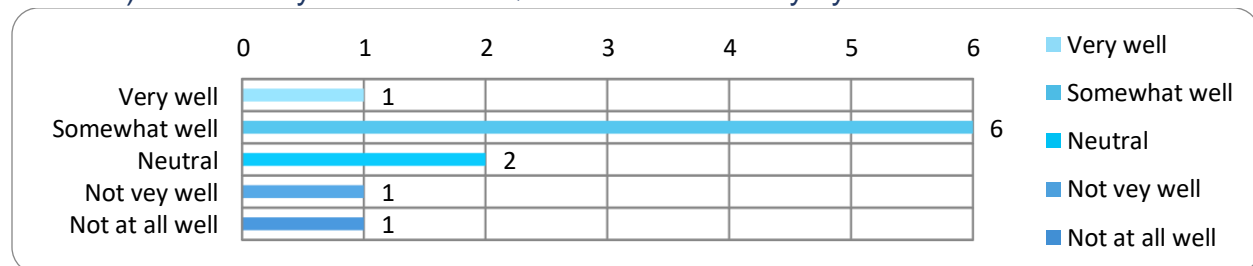 0 1 2 3 4 5 6
Very well 1
Somewhat well 6
Neutral 2
Not vey well 1
Not at all well 1
Very well
Somewhat well
Neutral
Not vey well
Not at all well